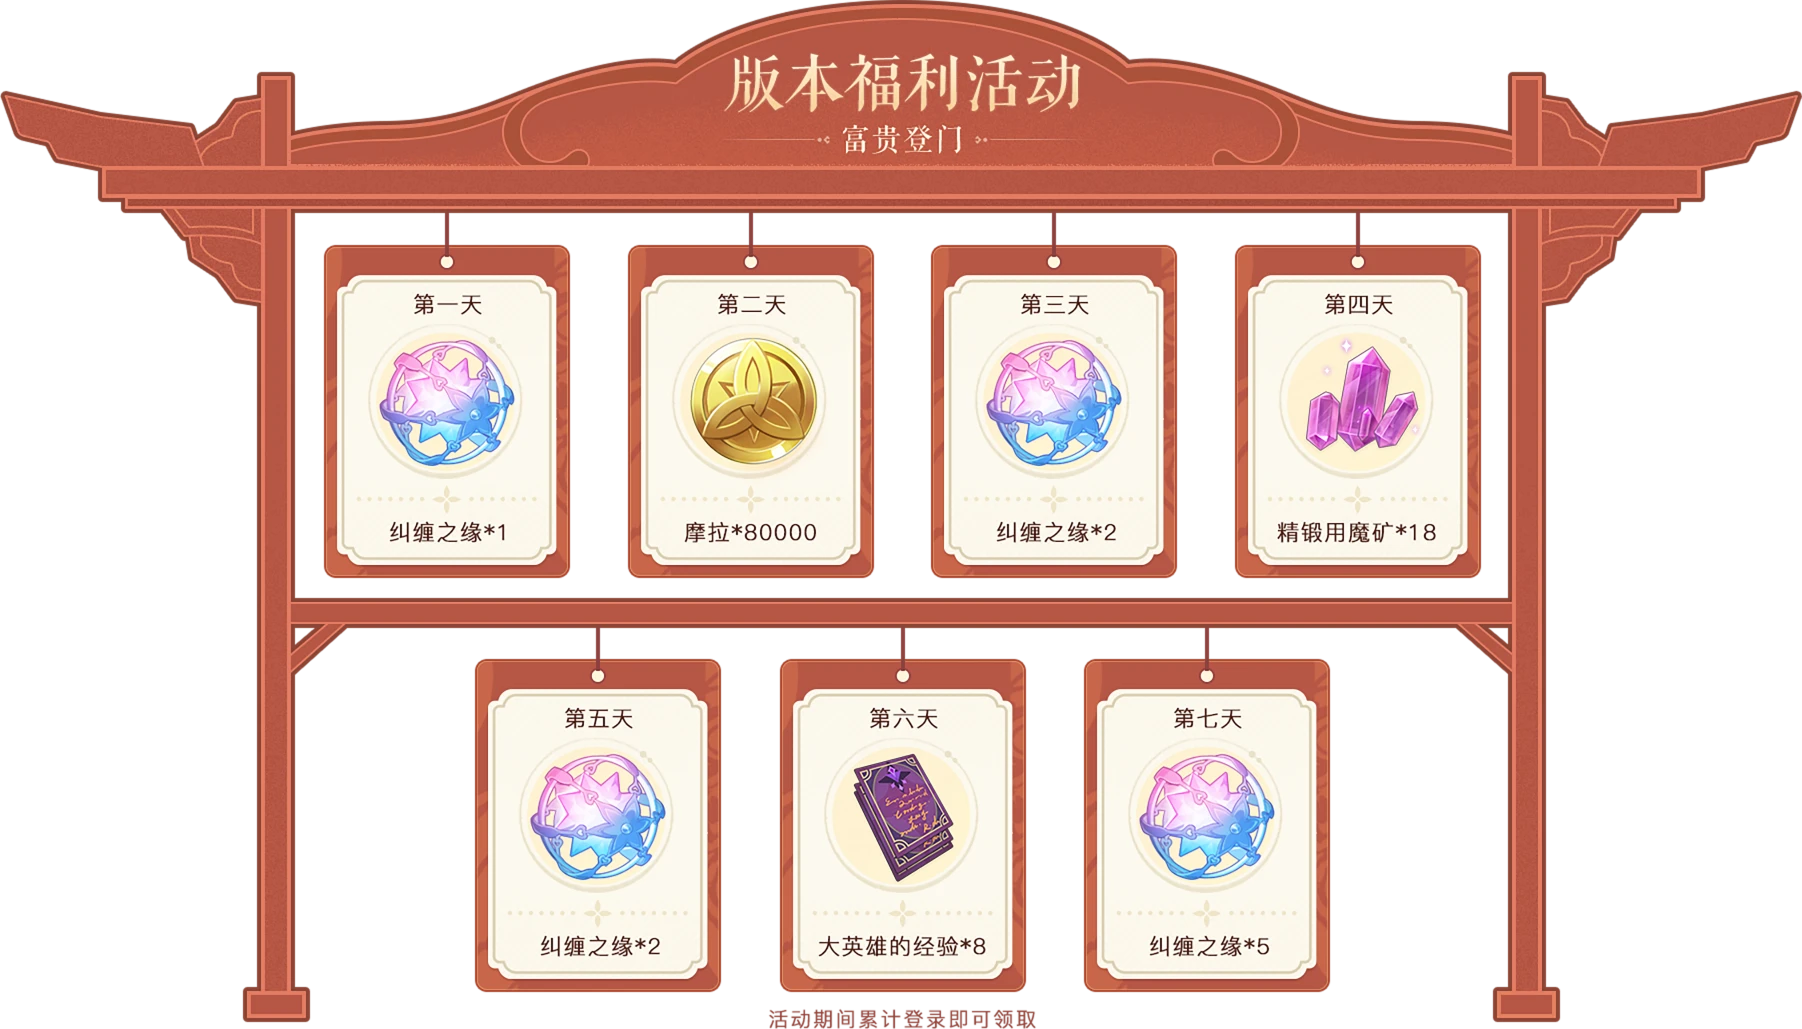 版本福利活动
富贵登门
第一天
纠缠之缘*1
第二天
摩拉*80000
第三天
纠缠之缘*2
第四天
精锻用魔矿*18
第五天
纠缠之缘*2
第六天
大英雄的经验*8
第七天
纠缠之缘*5
活动期间累计登录即可领取